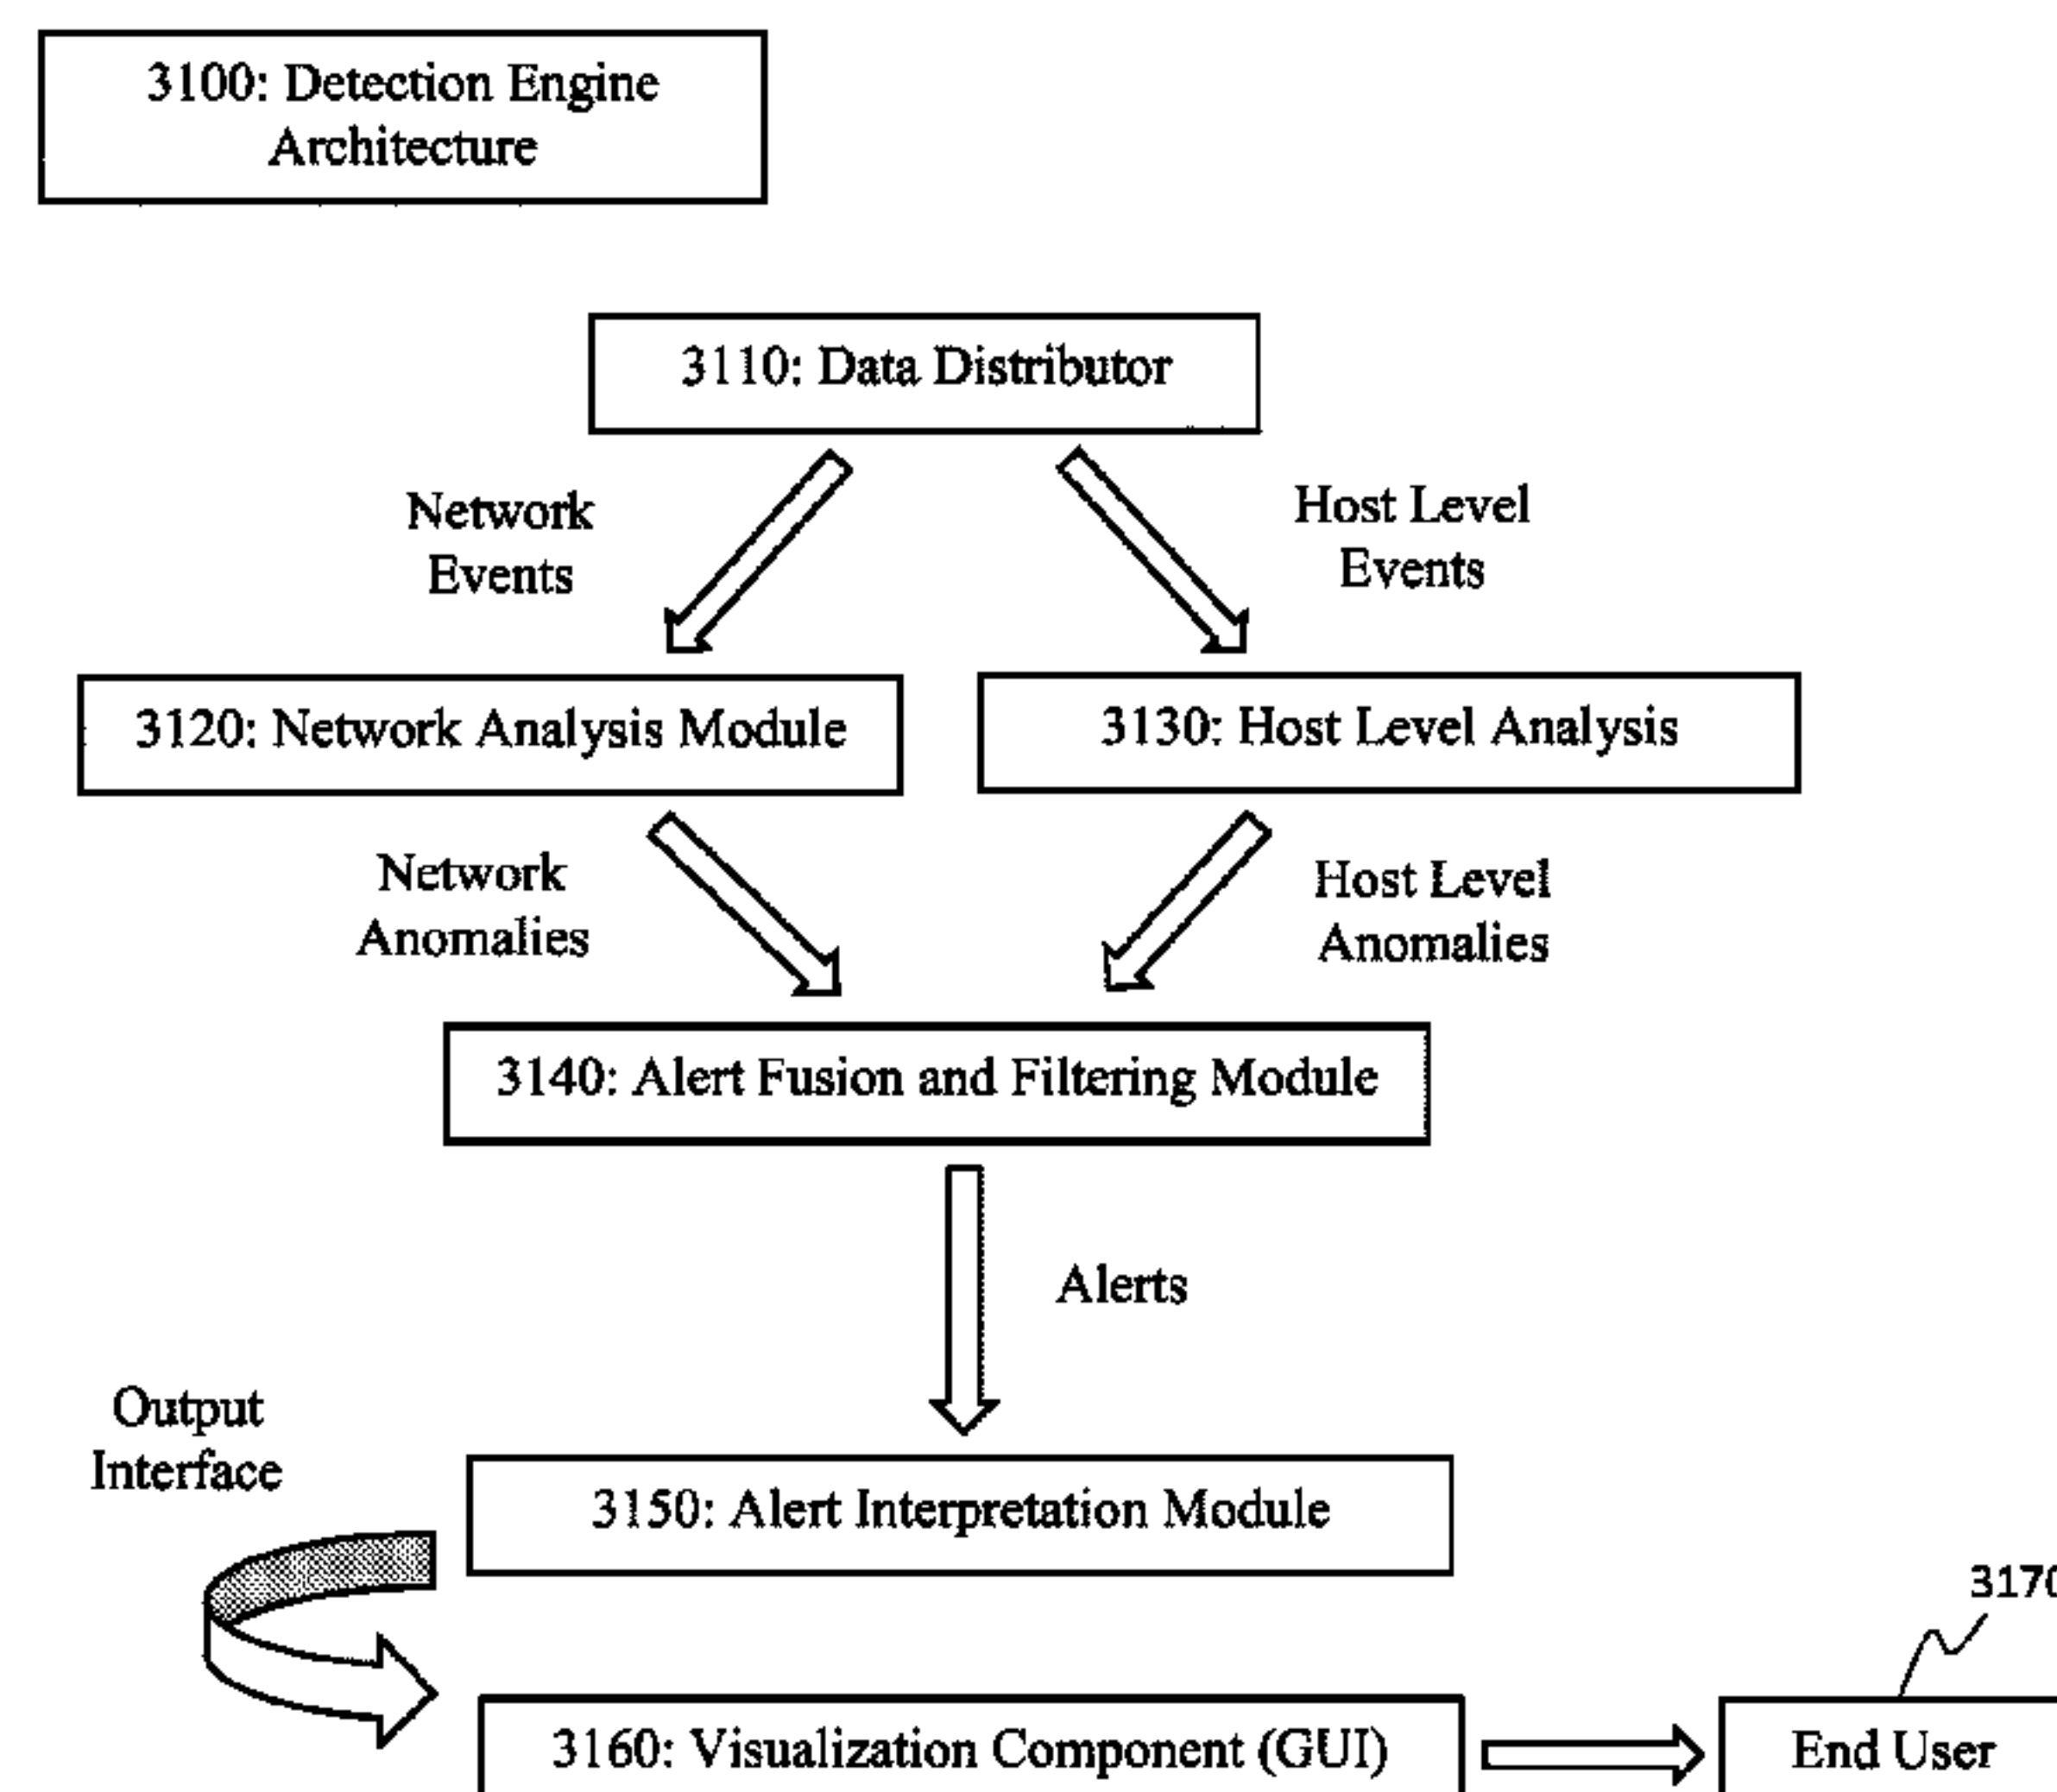 3100: Detection Engine
Architecture
3110: Data Distributor
Network
Events
Host Level
Events
3120: Network Analysis Module
3130: Host Level Analysis
Network
Anomalies
Host Level
Anomalies
3140: Alert Fusion and Filtering Module
Alerts
Output
Interface
3150: Alert Interpretation Module
3170
3160: Visualization Component (GUI)
End User